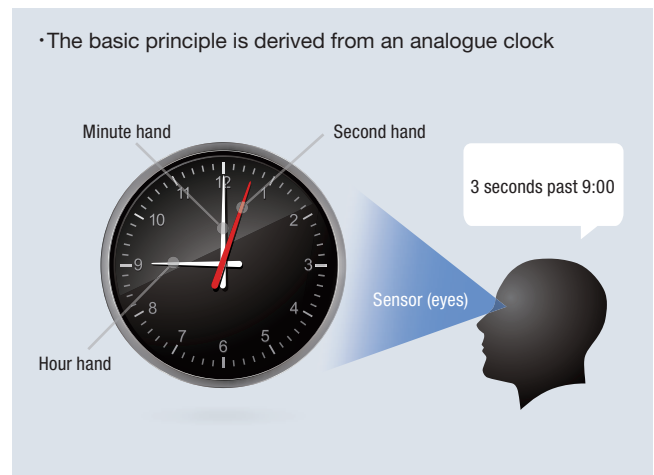 ·The basic principle is derived from an analogue clock
Minute hand
Second hand
3 seconds past 9:00
12
1
2
3
4
5
6
7
8
9
10
11
Sensor (eyes)
Hour hand